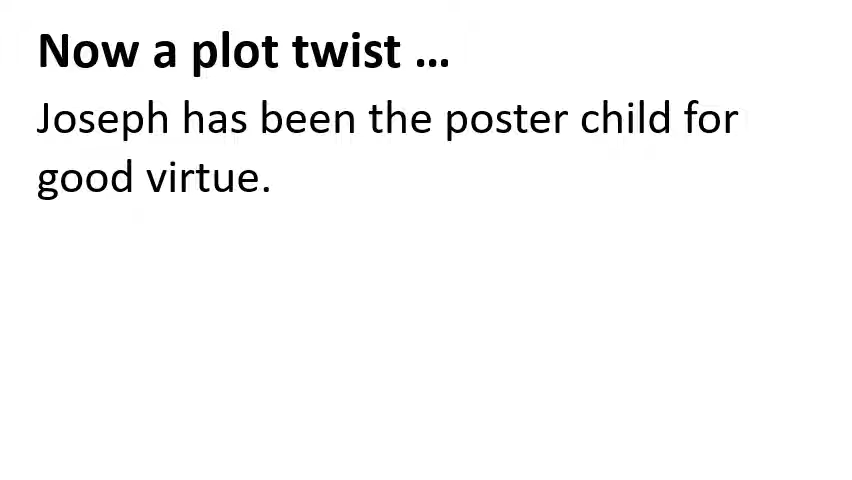 Now a plot twist …
Joseph has been the poster child for
good virtue.